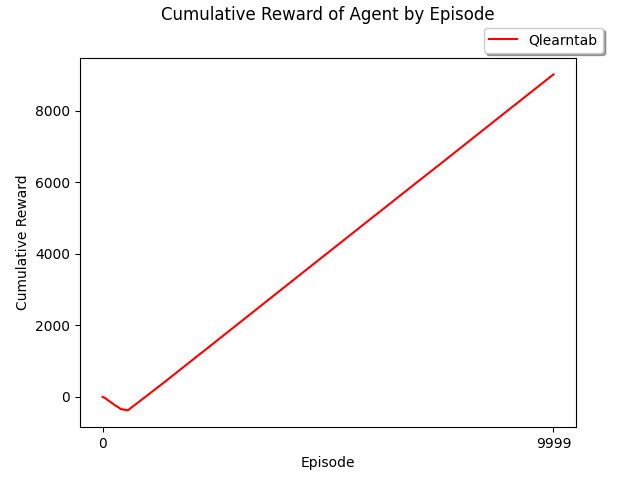 Cumulative Reward of Agent by Episode
Qlearntab
8000
6000
4000
2000
0
Cumulative Reward
0
9999
Episode